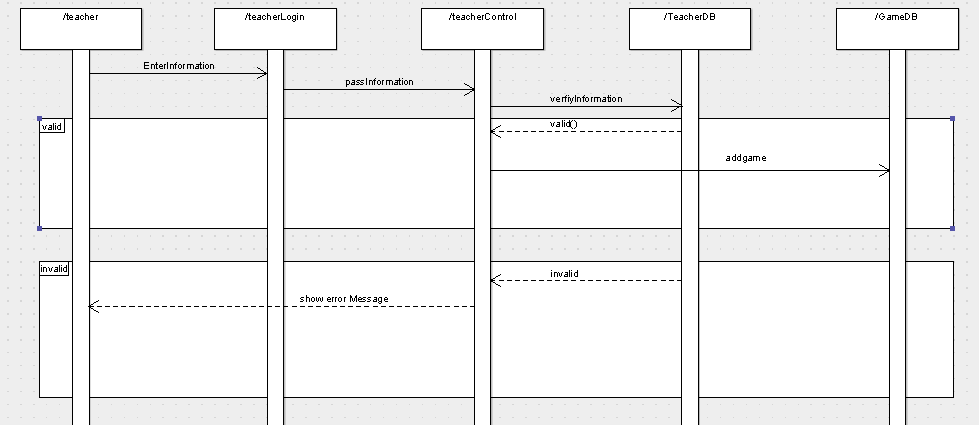 /teacher
/teacherLogin
/teacherControl
/TeacherDB
/GameDB
EnterInformation
passInformation
verfiyInformation
valid
valid()
addgame
invalid
invalid
show error Message